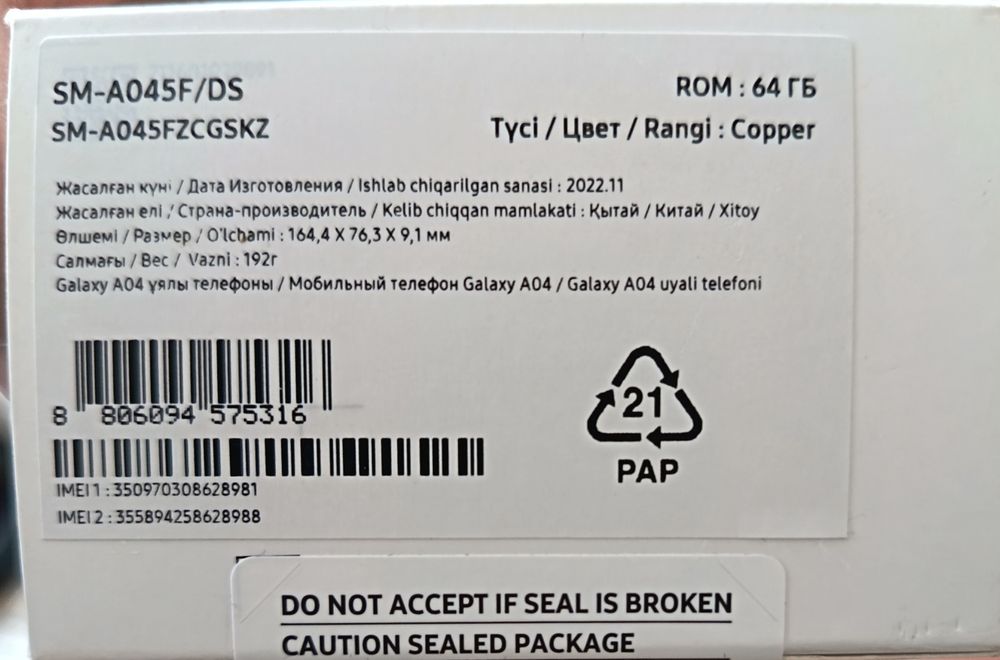 SM-A045F/DS
ROM : 64 ГБ
SM-A045FZCGSKZ
Түсі / Цвет / Rangi : Copper
Жасалған күні / Дата Изготовления / Ishlab chiqarilgan sanasi : 2022.11
Жасалған елі / Страна-производитель / Kelib chiqqan mamlakati : Қытай / Китай / Xitoy
Өлшемі / Размер / O'lchami : 164,4 X 76,3 X 9,1 мм
Салмағы / Вес / Vazni : 192г
Galaxy A04 ұялы телефоны / Мобильный телефон Galaxy A04 / Galaxy A04 uyali telefoni
8 806094 575316
IMEI 1 : 350970308628981
IMEI 2 : 355894258628988
21
PAP
DO NOT ACCEPT IF SEAL IS BROKEN
CAUTION SEALED PACKAGE